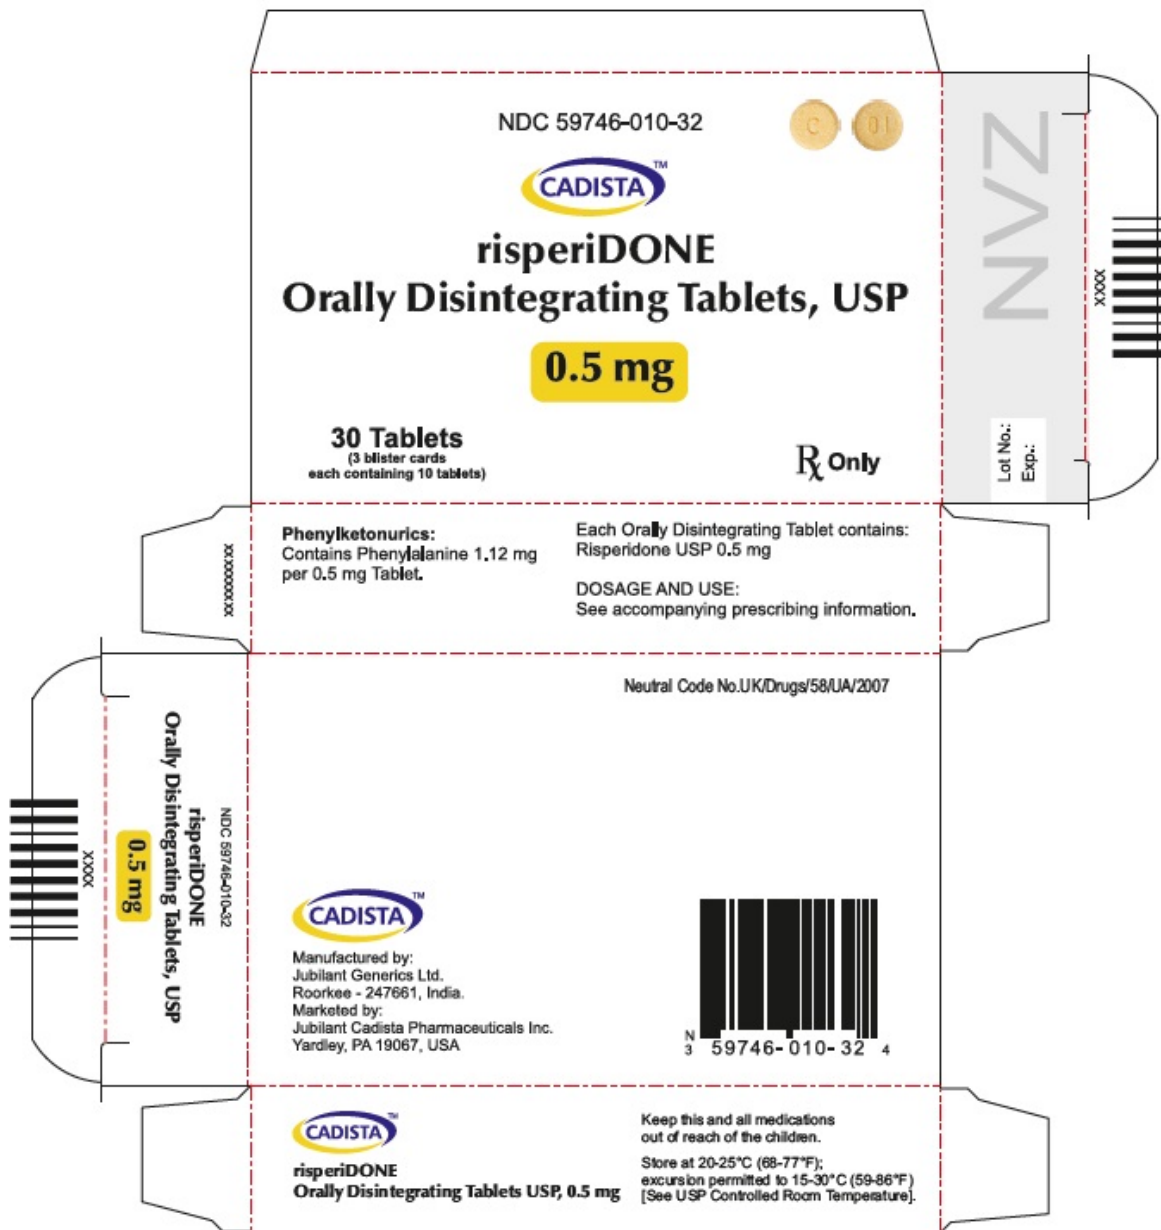 NDC 59746-010-32
C
01
CADISTA™
risperiDONE
Orally Disintegrating Tablets, USP
0.5 mg
30 Tablets
(3 blister cards
each containing 10 tablets)
Rx Only
NVZ
Lot No.:
Exp.:
XXXX
Phenylketonurics:
Contains Phenylalanine 1.12 mg
per 0.5 mg Tablet.
Each Orally Disintegrating Tablet contains:
Risperidone USP 0.5 mg
DOSAGE AND USE:
See accompanying prescribing information.
Neutral Code No.UK/Drugs/58/UA/2007
NDC 59746-010-32
risperiDONE
Orally Disintegrating Tablets, USP
0.5 mg
XXXX
CADISTA™
Manufactured by:
Jubilant Generics Ltd.
Roorkee - 247661, India.
Marketed by:
Jubilant Cadista Pharmaceuticals Inc.
Yardley, PA 19067, USA
N
3 59746-010-32 4
CADISTA™
risperiDONE
Orally Disintegrating Tablets USP, 0.5 mg
Keep this and all medications
out of reach of the children.
Store at 20-25°C (68-77°F);
excursion permitted to 15-30°C (59-86°F)
[See USP Controlled Room Temperature].